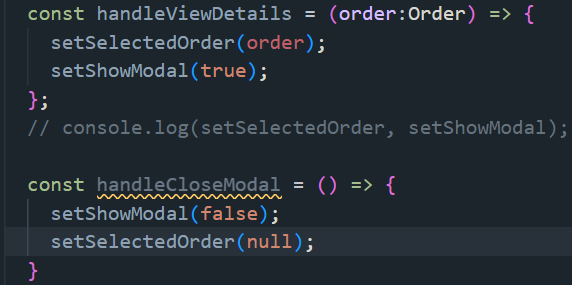 const handleViewDetails = (order:Order) => {
  setSelectedOrder(order);
  setShowModal(true);
};
// console.log(setSelectedOrder, setShowModal);

const handleCloseModal = () => {
  setShowModal(false);
  setSelectedOrder(null);
}